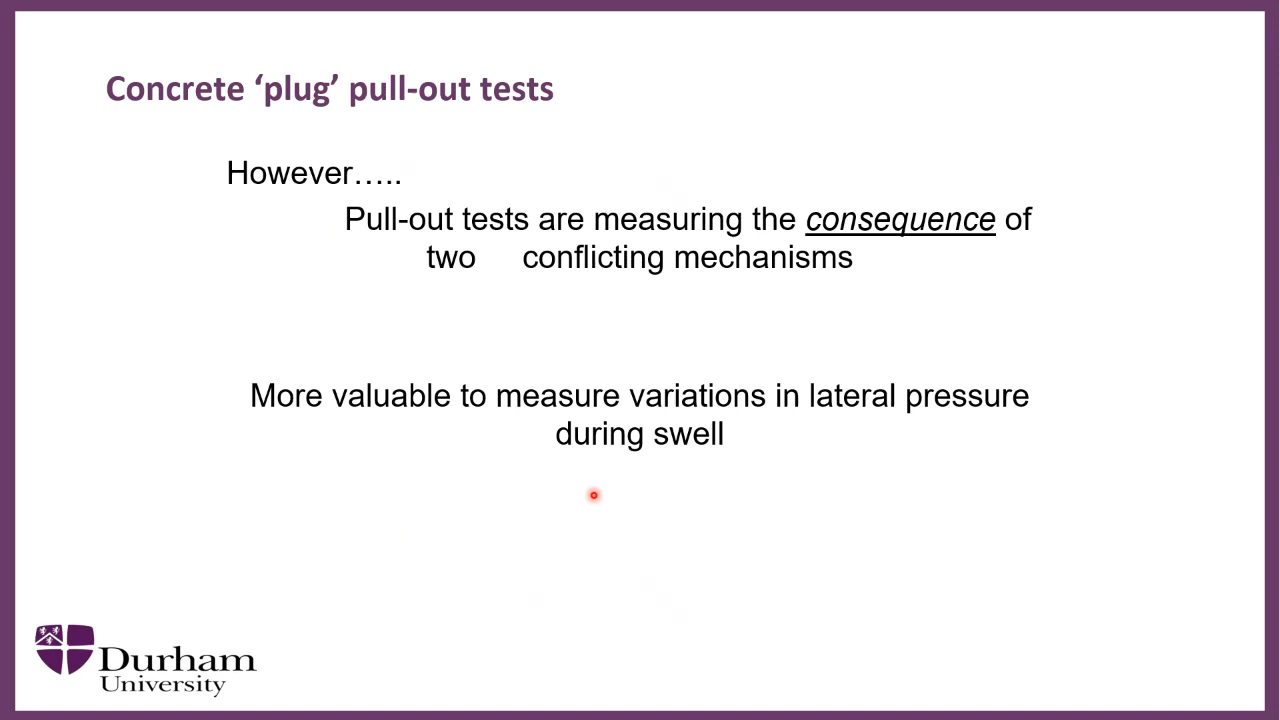 Concrete ‘plug’ pull-out tests
However…..
Pull-out tests are measuring the consequence of
two conflicting mechanisms
More valuable to measure variations in lateral pressure
during swell
Durham
University